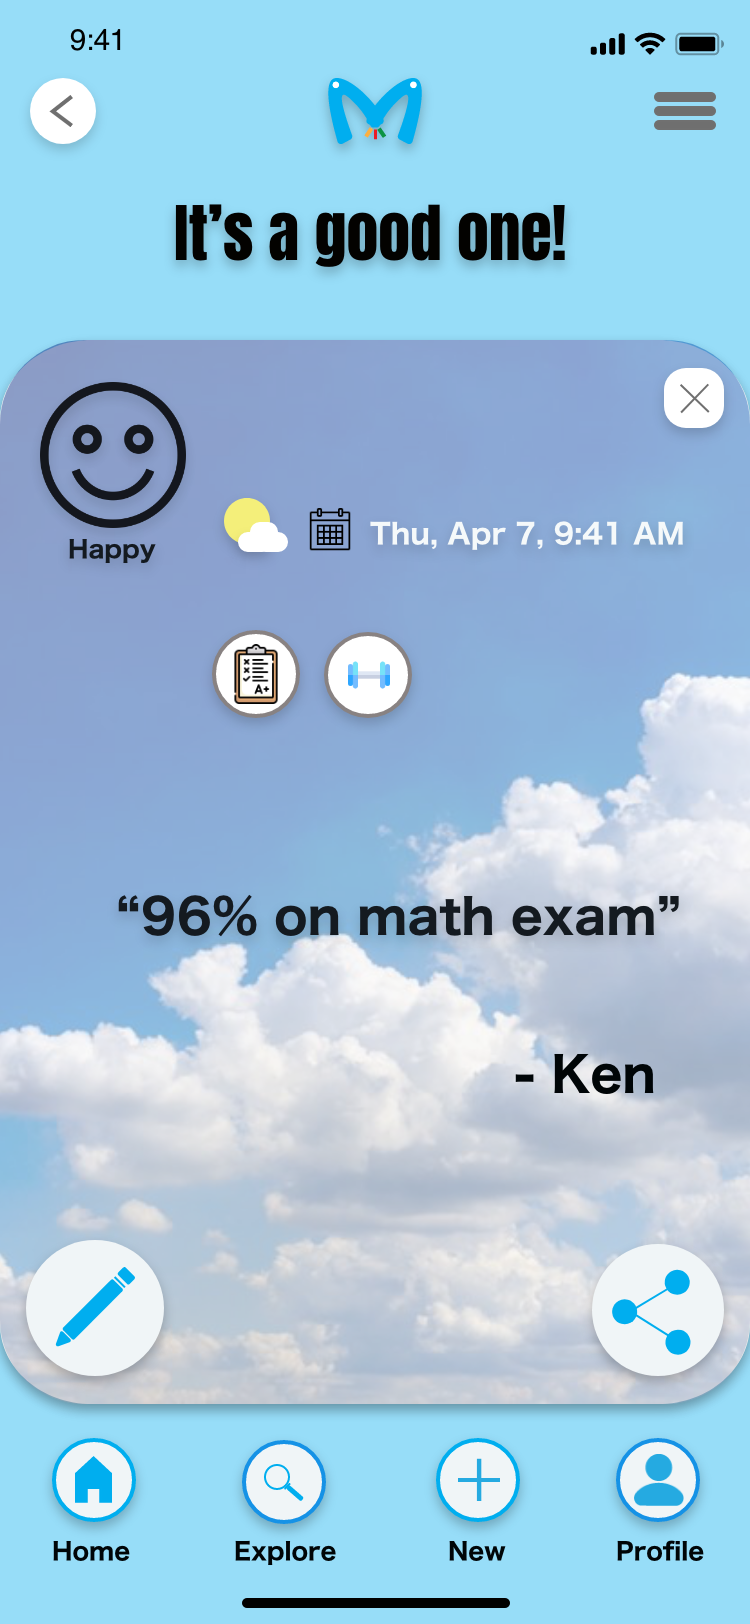 9:41
It’s a good one!
Happy
Thu, Apr 7, 9:41 AM
A+
“96% on math exam”
- Ken
Home
Explore
New
Profile